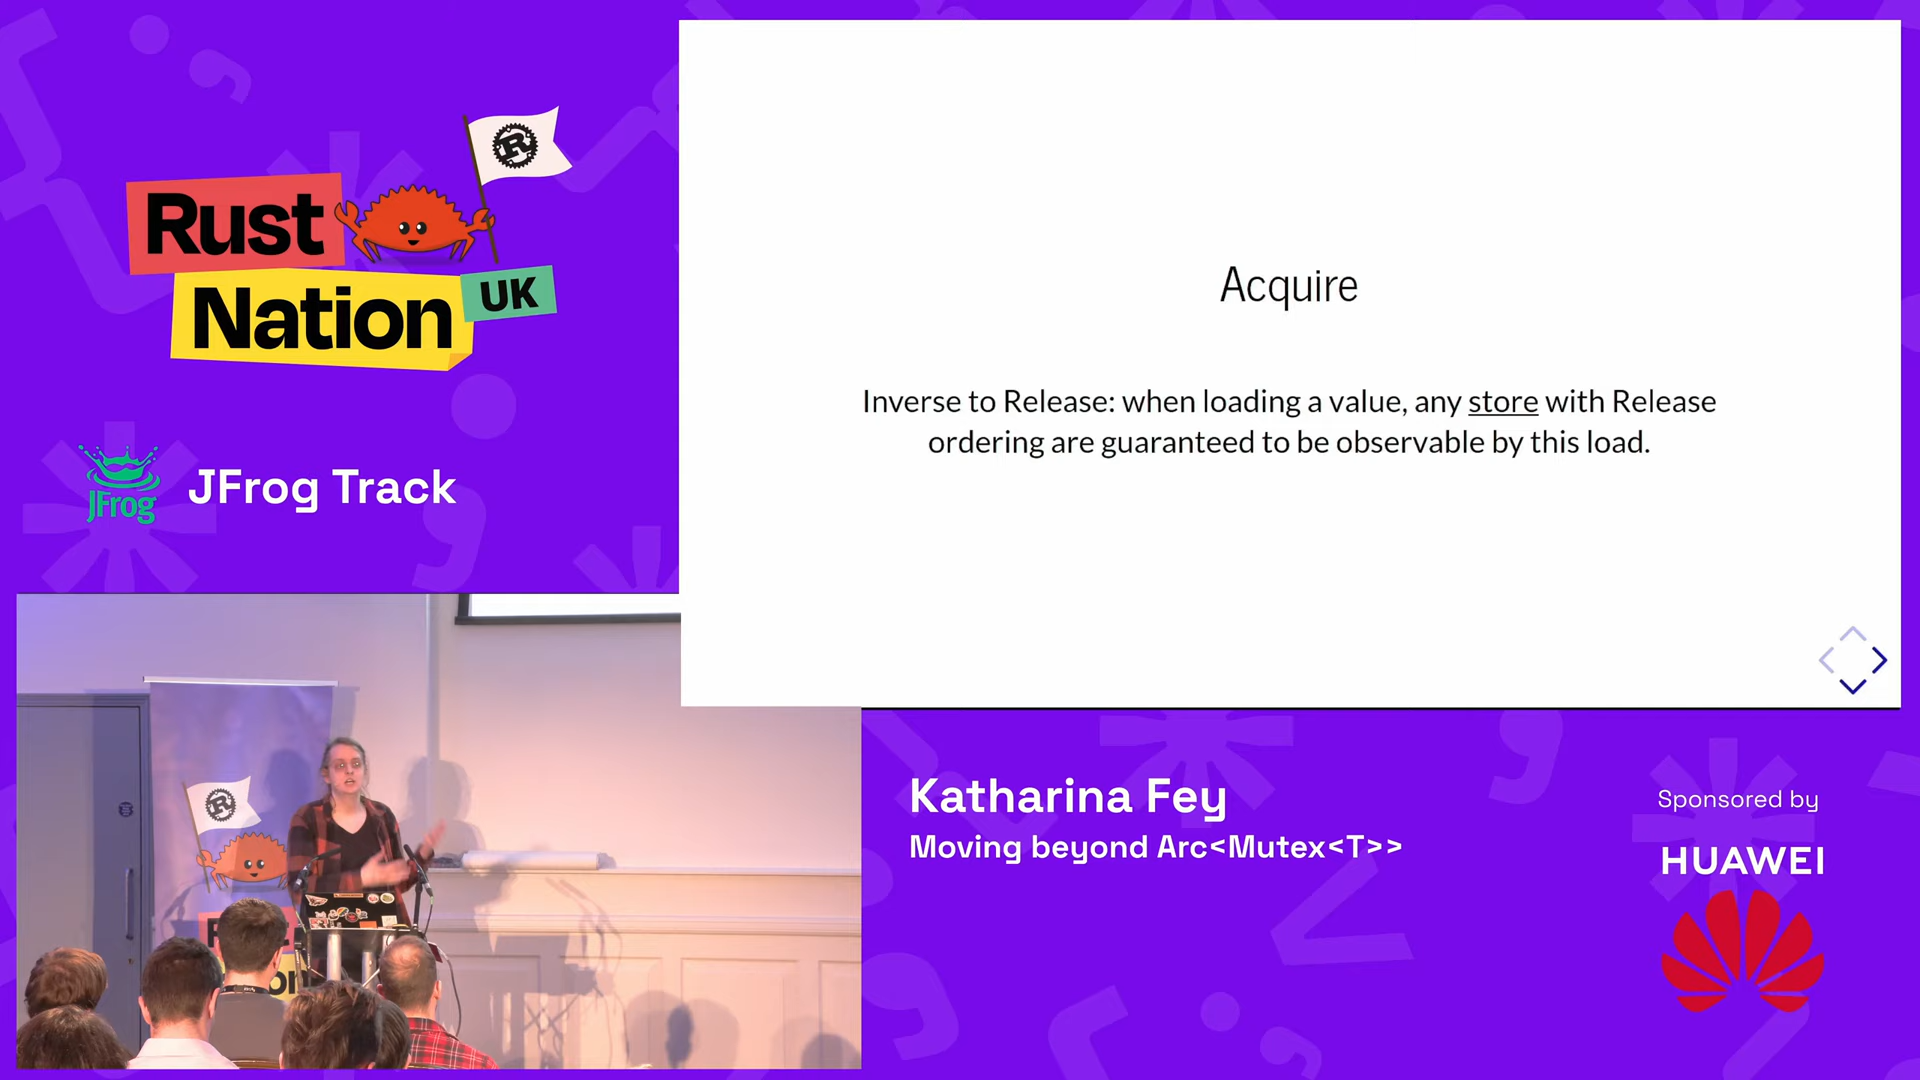 Rust
Nation
UK
R
JFrog
JFrog Track
Acquire
Inverse to Release: when loading a value, any store with Release
ordering are guaranteed to be observable by this load.
Katharina Fey
Moving beyond Arc<Mutex<T>>
Sponsored by
HUAWEI
R